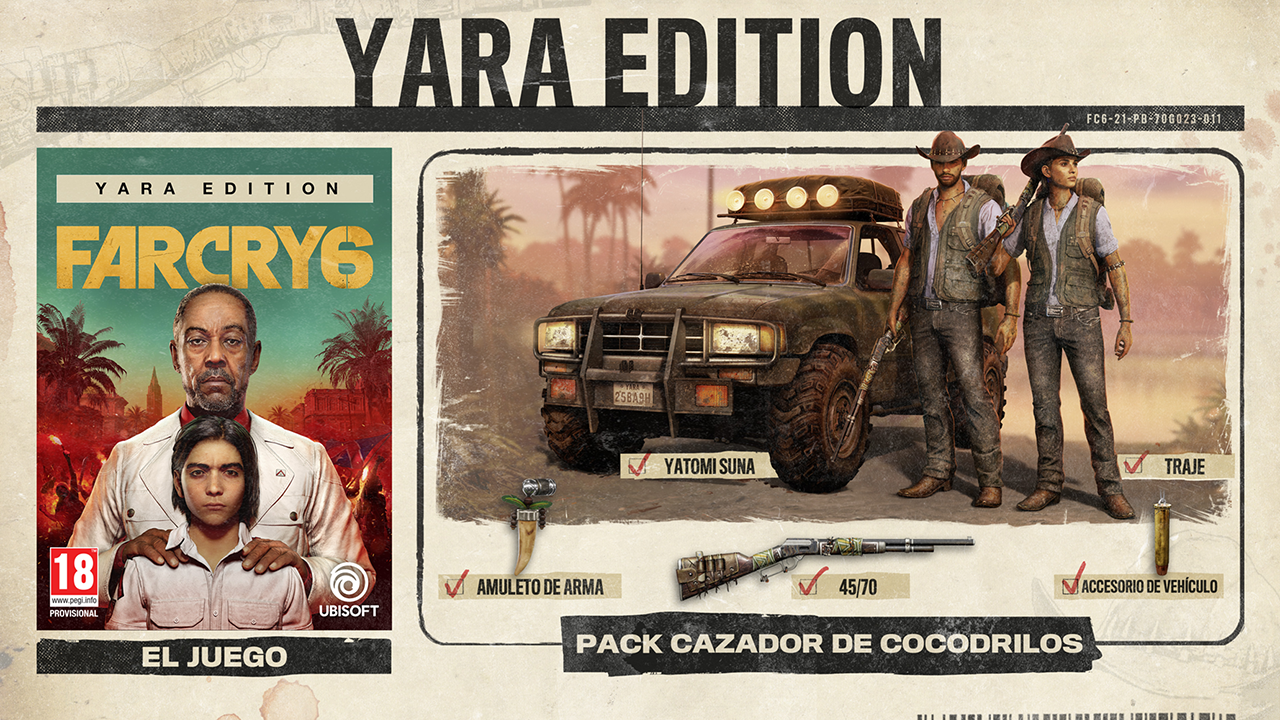 YARA EDITION
FC6-21-PB-70G023-011
YARA EDITION
FARCRY6
18
www.pegi.info
PROVISIONAL
UBISOFT
EL JUEGO
YARA
25BA9H
YATOMI SUNA
TRAJE
AMULETO DE ARMA
45/70
ACCESORIO DE VEHÍCULO
PACK CAZADOR DE COCODRILOS